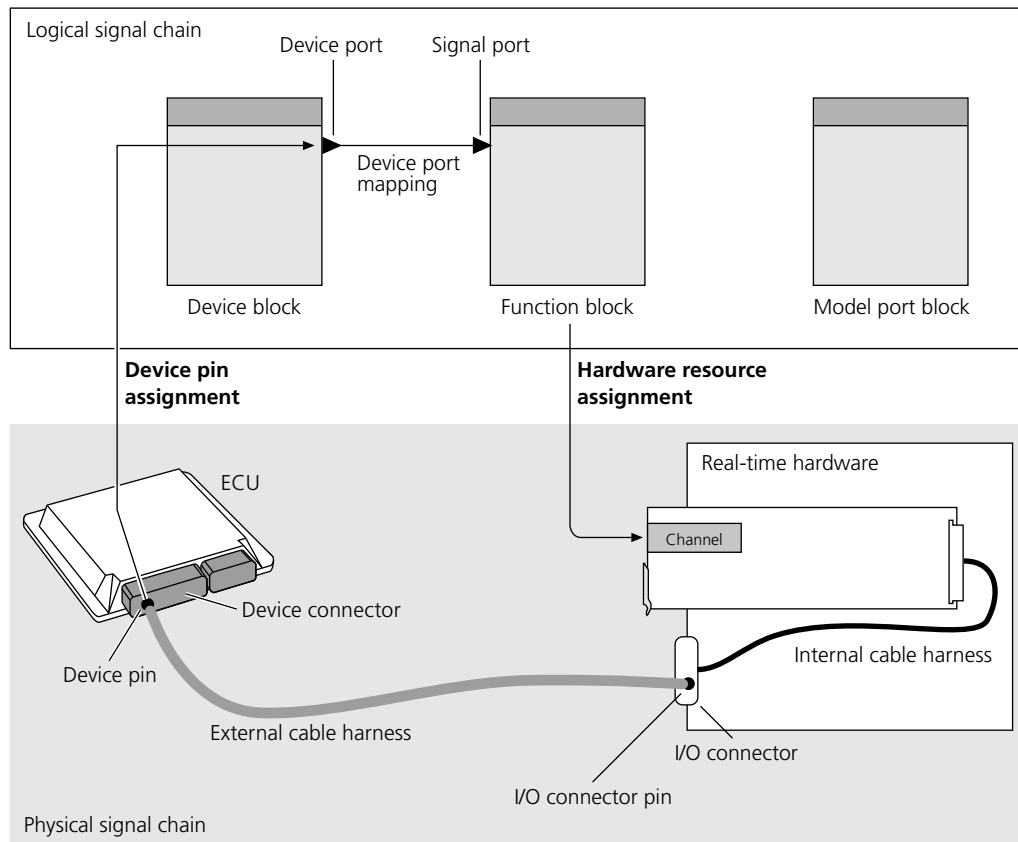 Logical signal chain
Device port
Signal port
Device port
mapping
Device block
Function block
Model port block
Device pin
assignment
Hardware resource
assignment
Real-time hardware
ECU
Channel
Device connector
Device pin
Internal cable harness
External cable harness
I/O connector
I/O connector pin
Physical signal chain